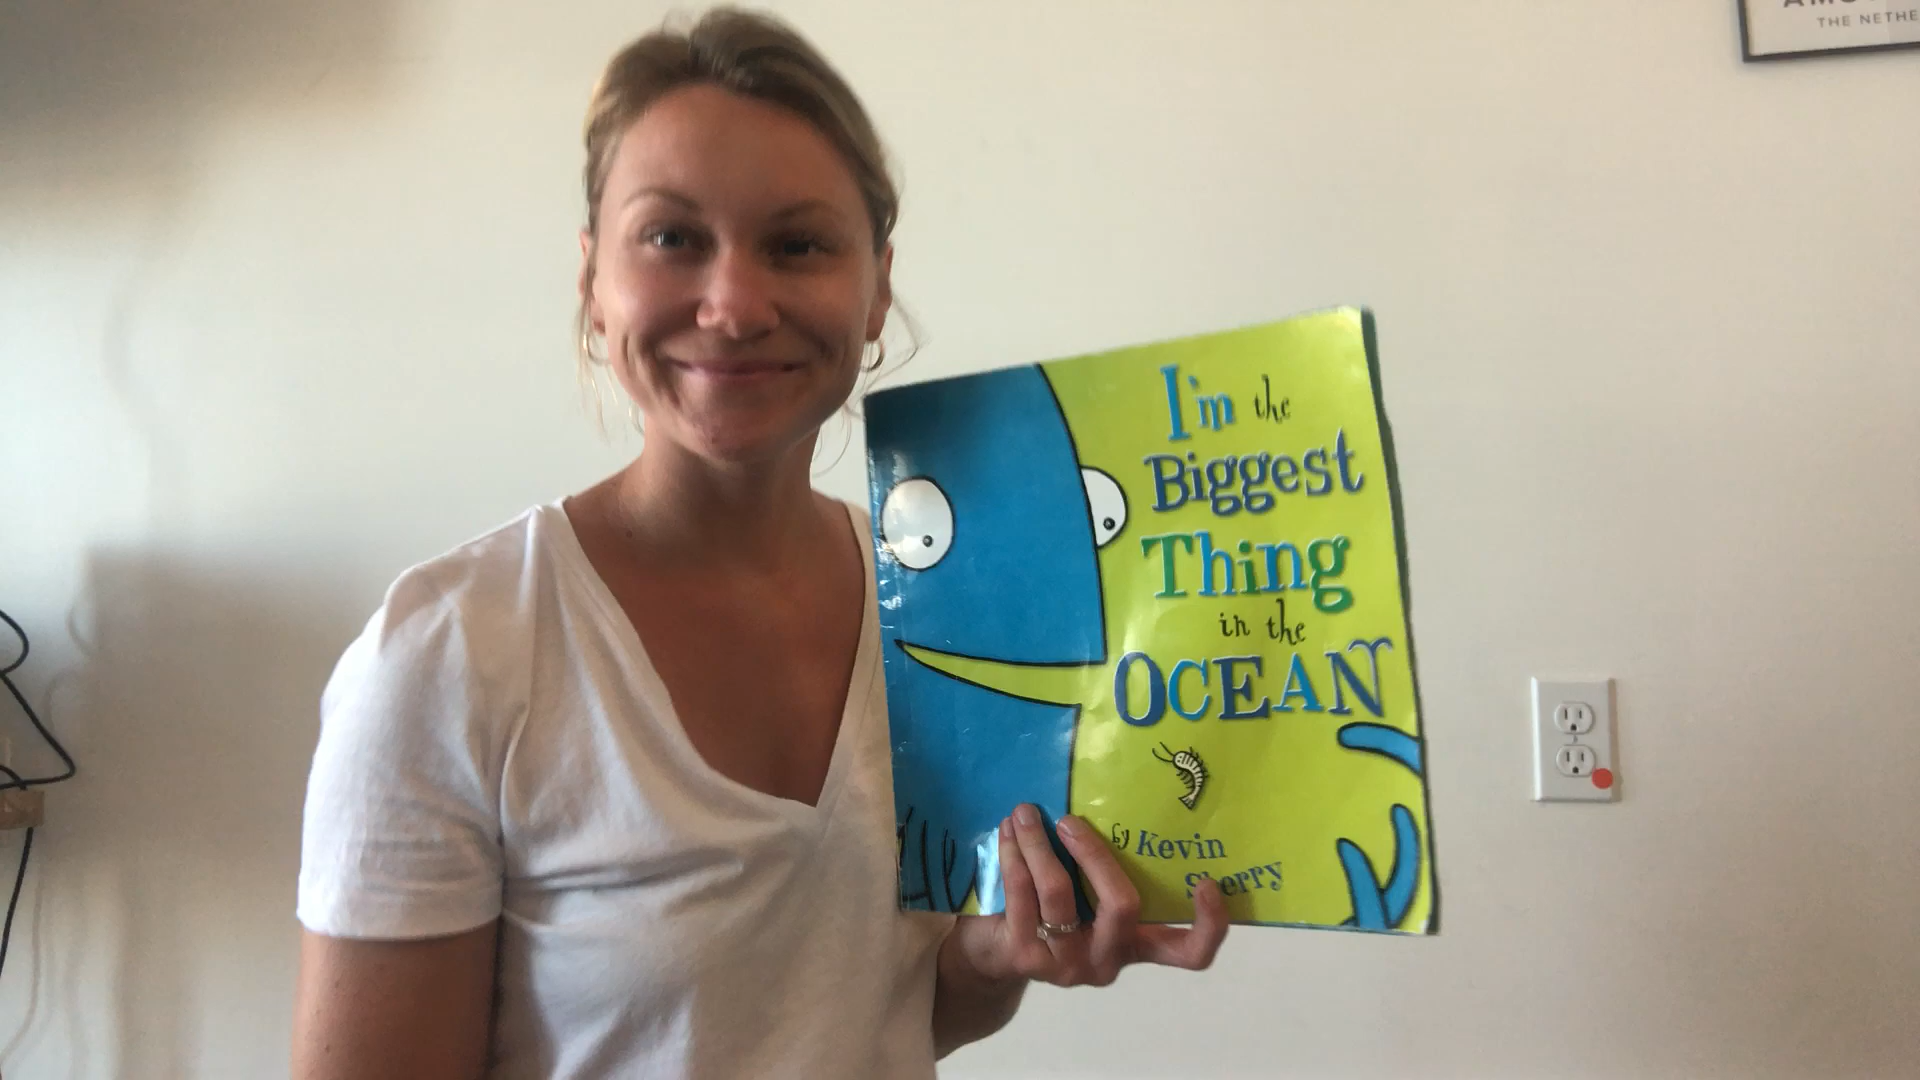 THE NETHE
I'm the
Biggest
Thing
in the
OCEAN
by Kevin
Sherry